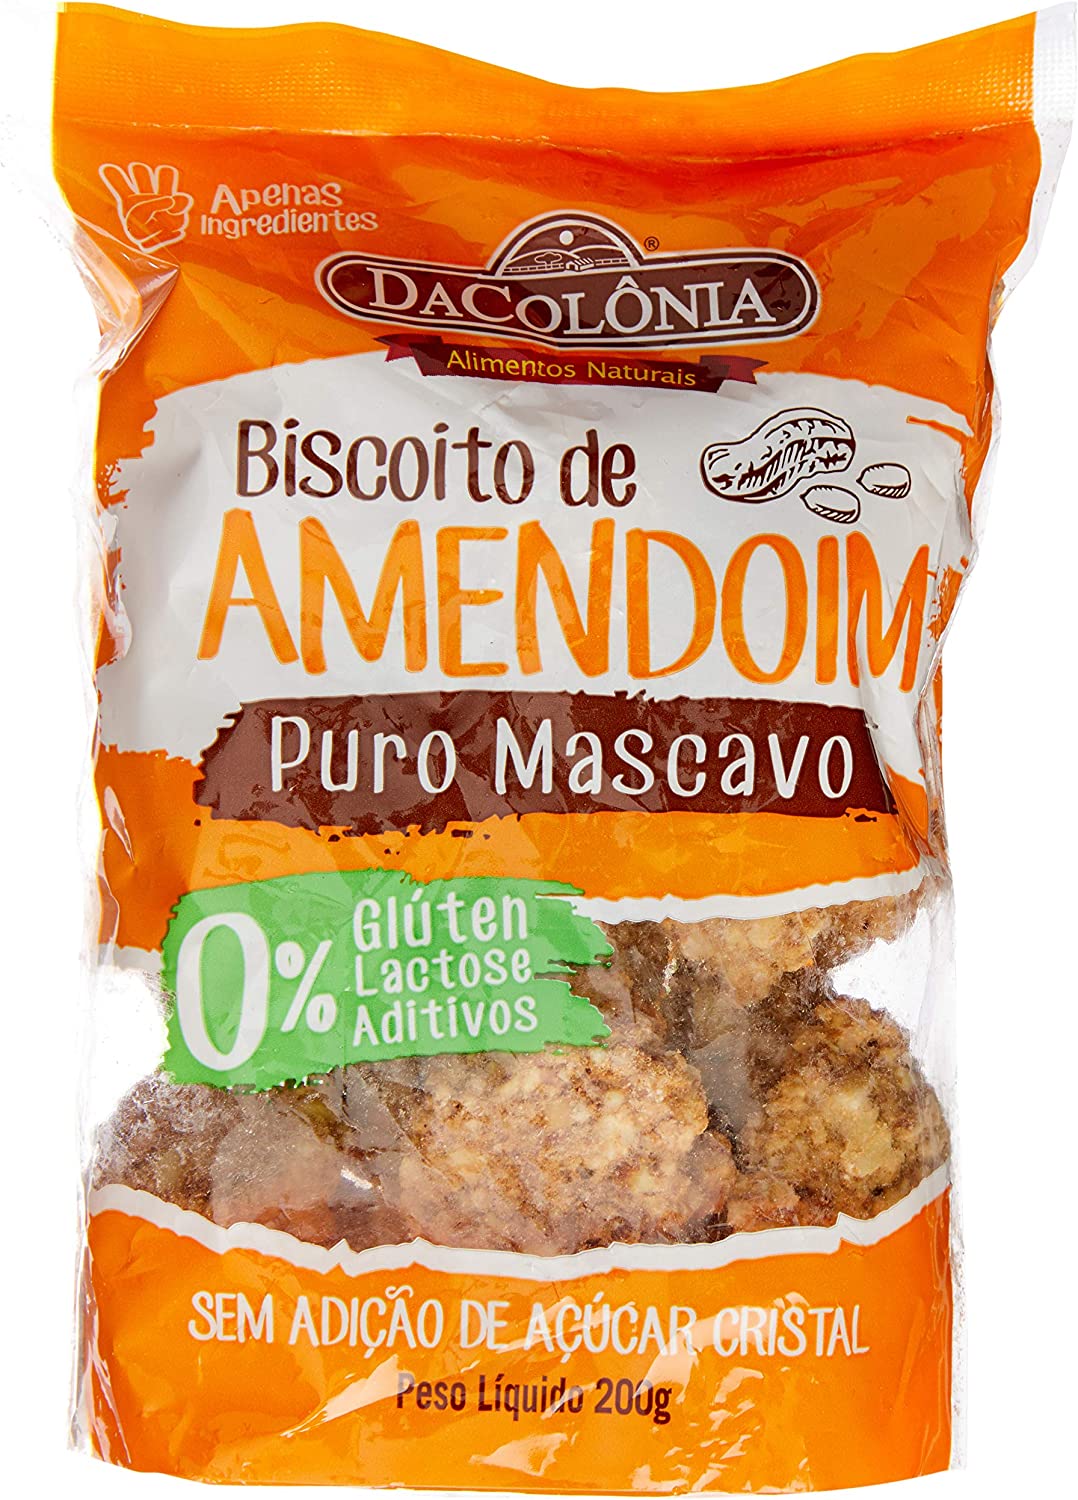 Apenas
Ingredientes
®
DaColônia
Alimentos Naturais
Biscoito de
AMENDOIM
Puro Mascavo
0%
Glúten
Lactose
Aditivos
SEM ADIÇÃO DE AÇÚCAR CRISTAL
Peso Líquido 200g